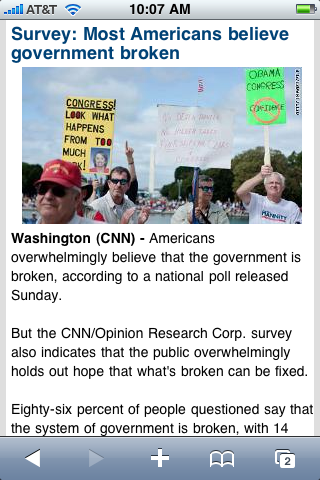 AT&T 10:07 AM
Survey: Most Americans believe
government broken
CONGRESS!
LOOK WHAT
HAPPENS
FROM TOO
MUCH
OBAMA
CONGRESS
Washington (CNN) - Americans
overwhelmingly believe that the government is
broken, according to a national poll released
Sunday.
But the CNN/Opinion Research Corp. survey
also indicates that the public overwhelmingly
holds out hope that what's broken can be fixed.
Eighty-six percent of people questioned say that
the system of government is broken, with 14
2